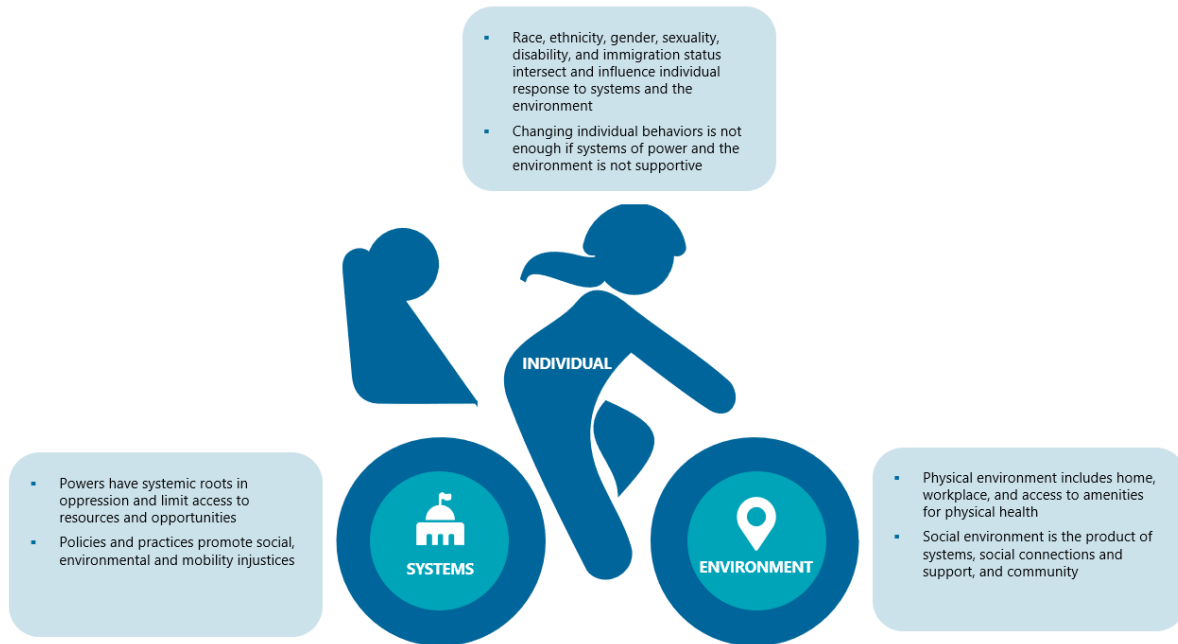 ▪ Race, ethnicity, gender, sexuality,
disability, and immigration status
intersect and influence individual
response to systems and the
environment
▪ Changing individual behaviors is not
enough if systems of power and the
environment is not supportive
INDIVIDUAL
▪ Powers have systemic roots in
oppression and limit access to
resources and opportunities
▪ Policies and practices promote social,
environmental and mobility injustices
SYSTEMS
ENVIRONMENT
▪ Physical environment includes home,
workplace, and access to amenities
for physical health
▪ Social environment is the product of
systems, social connections and
support, and community